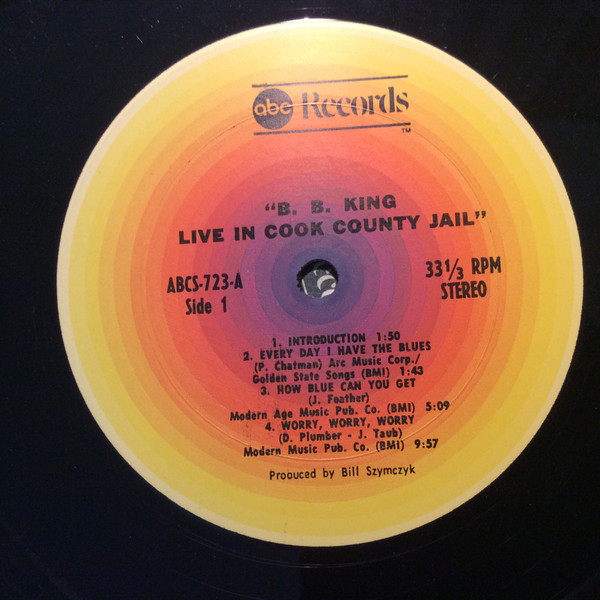 abc Records
TM
"B. B. KING
LIVE IN COOK COUNTY JAIL"
ABCS-723-A
Side 1
33 1/3 RPM
STEREO
1. INTRODUCTION 1:50
2. EVERY DAY I HAVE THE BLUES
(P. Chatman) Arc Music Corp./
Golden State Songs (BMI) 1:43
3. HOW BLUE CAN YOU GET
(J. Feather)
Modern Age Music Pub. Co. (BMI) 5:09
4. WORRY, WORRY, WORRY
(D. Plumber - J. Taub)
Modern Music Pub. Co. (BMI) 9:57
Produced by Bill Szymczyk